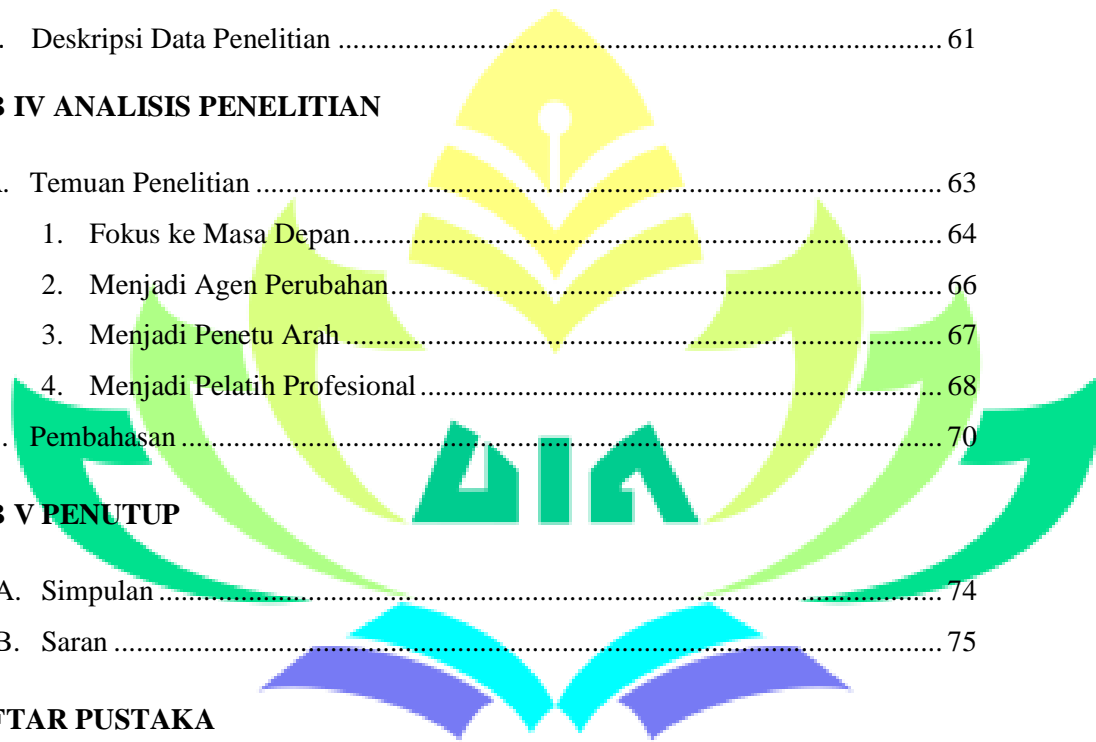 . Deskripsi Data Penelitian ........ 61
B IV ANALISIS PENELITIAN
. Temuan Penelitian ........ 63
1. Fokus ke Masa Depan ........ 64
2. Menjadi Agen Perubahan ........ 66
3. Menjadi Penetu Arah ........ 67
4. Menjadi Pelatih Profesional ........ 68
. Pembahasan ........ 70
UIN
B V PENUTUP
A. Simpulan ........ 74
B. Saran ........ 75
FTAR PUSTAKA